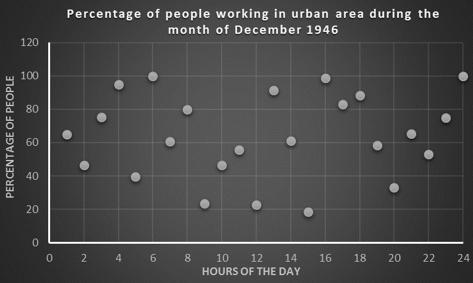 Percentage of people working in urban area during the
month of December 1946
120
100
80
60
40
20
0
PERCENTAGE OF PEOPLE
0 2 4 6 8 10 12 14 16 18 20 22 24
HOURS OF THE DAY